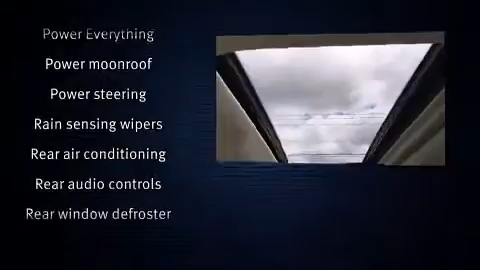 Power Everything
Power moonroof
Power steering
Rain sensing wipers
Rear air conditioning
Rear audio controls
Rear window defroster